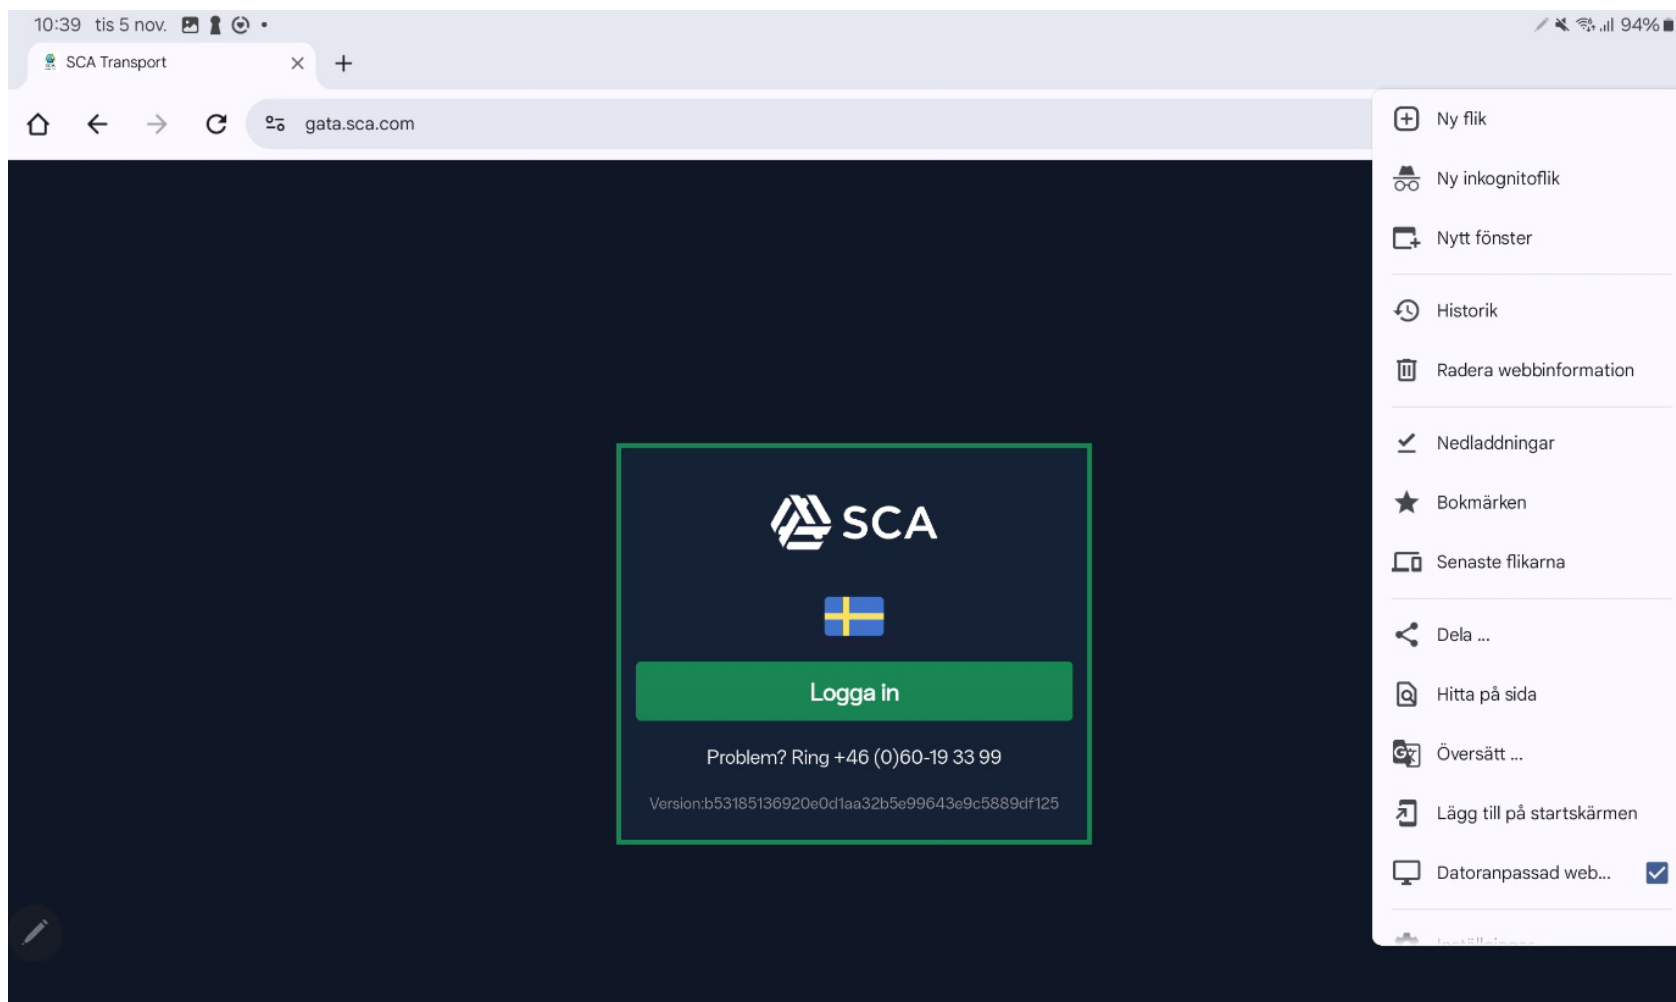 10:39 tis 5 nov.
94%
SCA Transport
gata.sca.com
Ny flik
Ny inkognitoflik
Nytt fönster
Historik
Radera webbinformation
Nedladdningar
Bokmärken
Senaste flikarna
Dela ...
Hitta på sida
Översätt ...
Lägg till på startskärmen
Datoranpassad web...
Inställningar
SCA
Logga in
Problem? Ring +46 (0)60-19 33 99
Version:b53185136920e0d1aa32b5e99643e9c5889df125